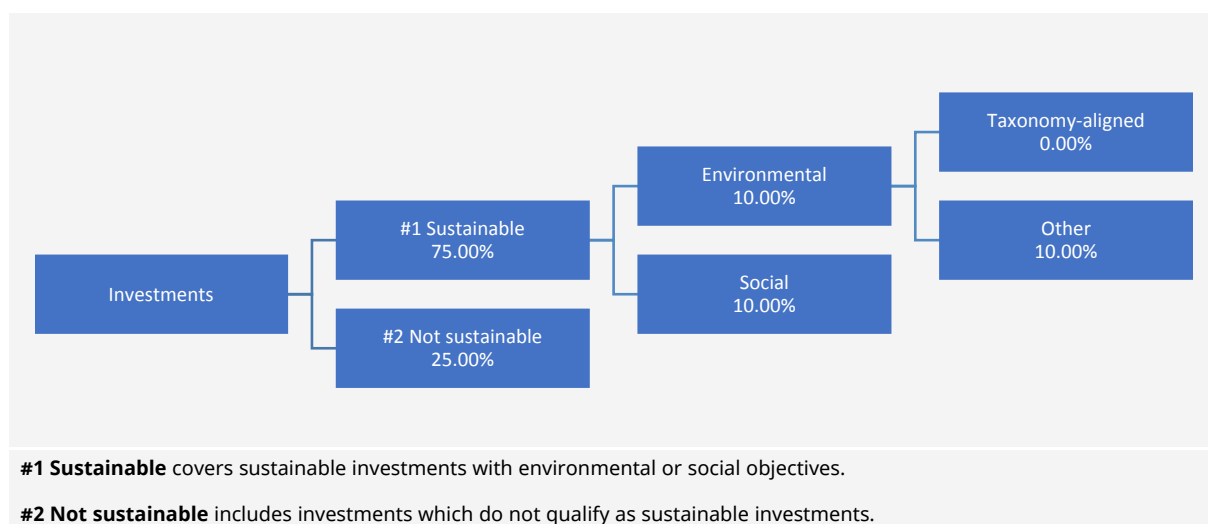 Investments
#1 Sustainable
75.00%
#2 Not sustainable
25.00%
Environmental
10.00%
Social
10.00%
Taxonomy-aligned
0.00%
Other
10.00%
#1 Sustainable covers sustainable investments with environmental or social objectives.
#2 Not sustainable includes investments which do not qualify as sustainable investments.